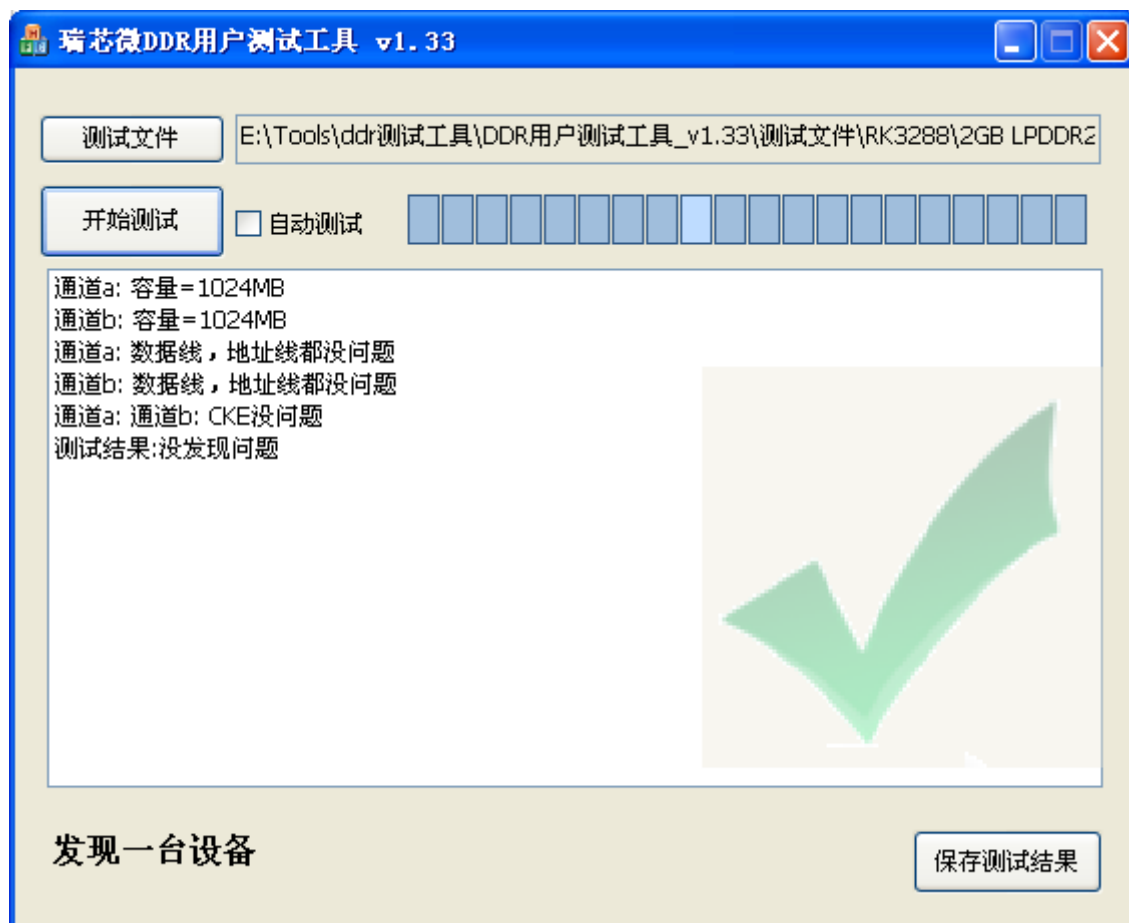 瑞芯微DDR用户测试工具 v1.33
测试文件
E:\Tools\ddr测试工具\DDR用户测试工具_v1.33\测试文件\RK3288\2GB LPDDR2
开始测试
自动测试
通道a: 容量=1024MB
通道b: 容量=1024MB
通道a: 数据线，地址线都没问题
通道b: 数据线，地址线都没问题
通道a: 通道b: CKE没问题
测试结果:没发现问题
发现一台设备
保存测试结果